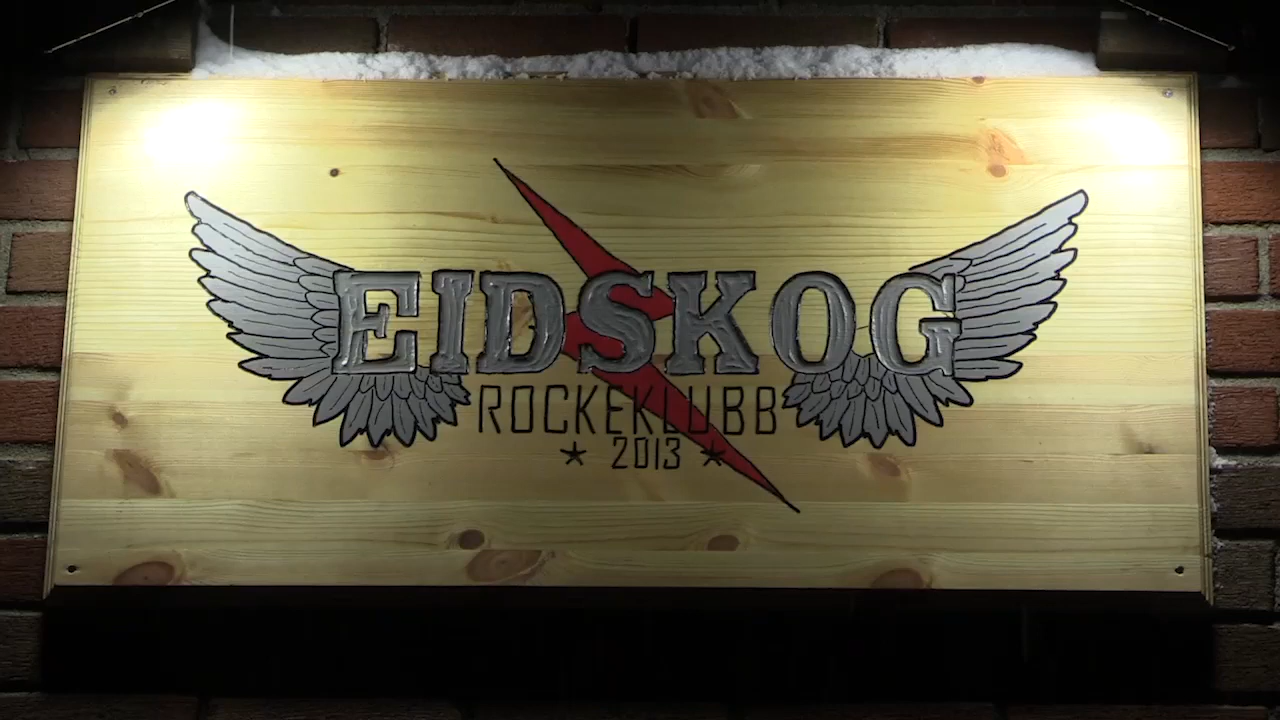 EIDSKOG
ROCKEKLUBB
★ 2013 ★